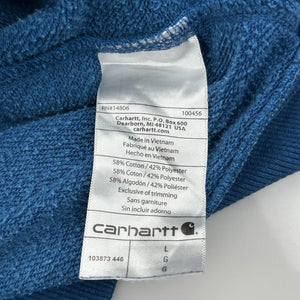 RN#14806 100456
Carhartt, Inc. P.O. Box 600
Dearborn, MI 48121 USA
carhartt.com
Made in Vietnam
Fabriqué au Vietnam
Hecho en Vietnam
58% Cotton / 42% Polyester
58% Coton / 42% Polyester
58% Algodón / 42% Poliéster
Exclusive of trimming
Sans garniture
Sin incluir adorno
carhartt
L
103873 446 G
G